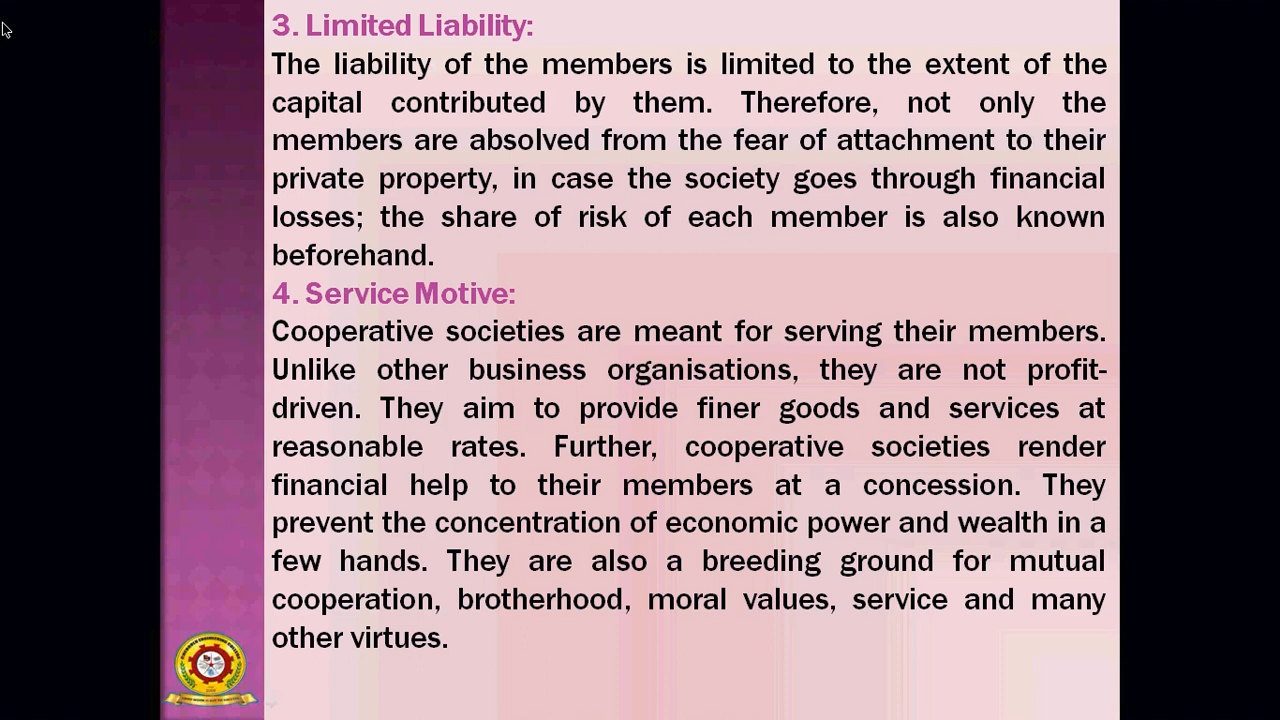 3. Limited Liability:
The liability of the members is limited to the extent of the
capital contributed by them. Therefore, not only the
members are absolved from the fear of attachment to their
private property, in case the society goes through financial
losses; the share of risk of each member is also known
beforehand.
4. Service Motive:
Cooperative societies are meant for serving their members.
Unlike other business organisations, they are not profit-
driven. They aim to provide finer goods and services at
reasonable rates. Further, cooperative societies render
financial help to their members at a concession. They
prevent the concentration of economic power and wealth in a
few hands. They are also a breeding ground for mutual
cooperation, brotherhood, moral values, service and many
other virtues.